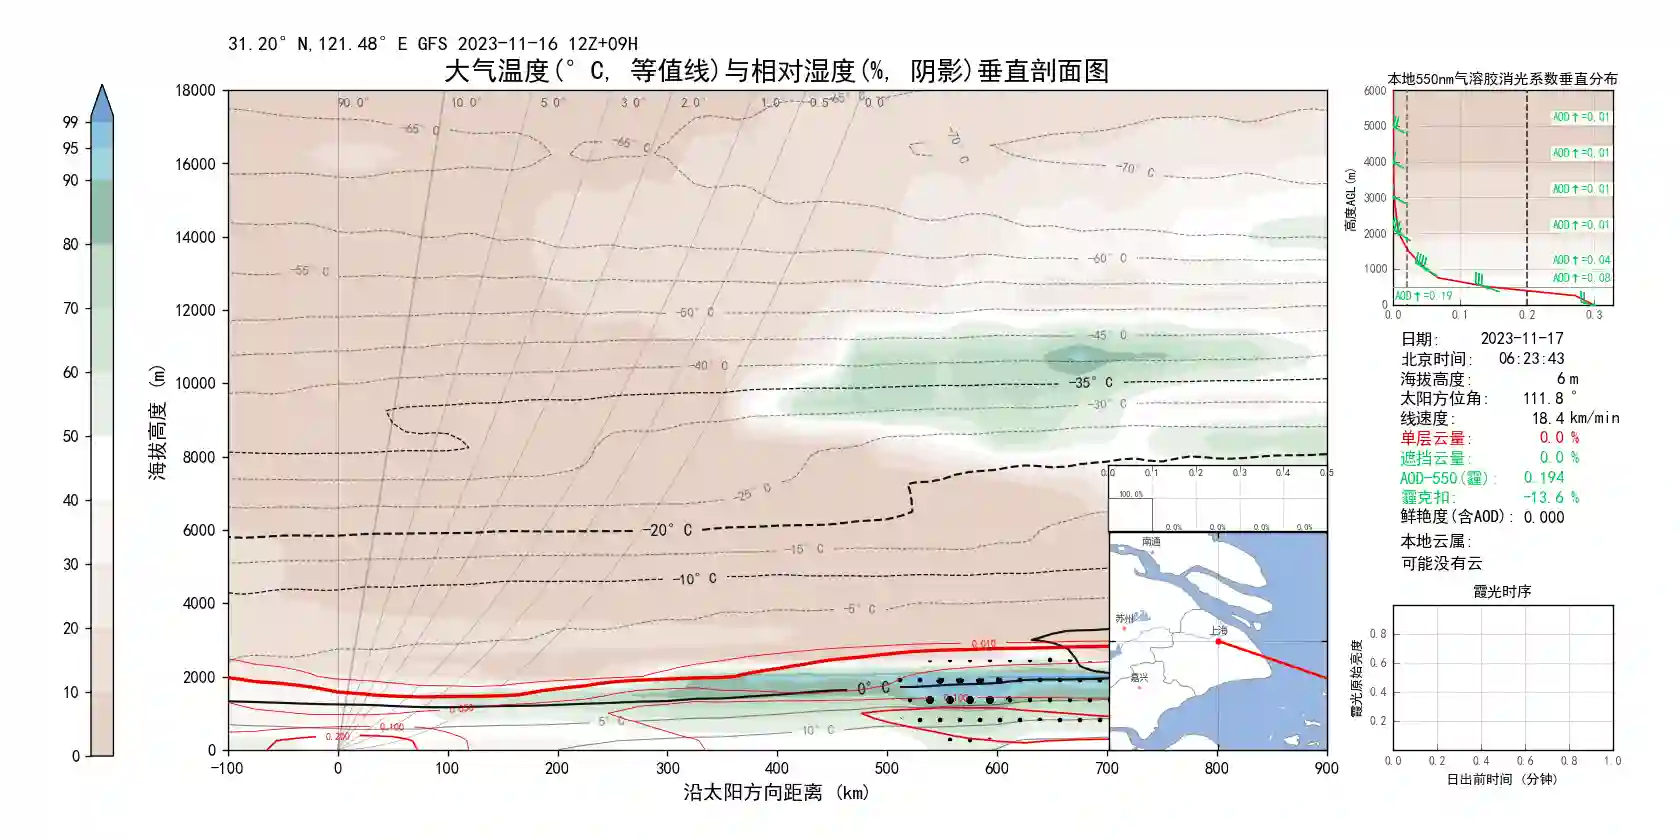 31.20° N,121.48° E GFS 2023-11-16 12Z+09H
大气温度(° C, 等值线)与相对湿度(%, 阴影)垂直剖面图
99
95
90
80
70
60
50
40
30
20
10
0
海拔高度 (m)
18000
16000
14000
12000
10000
8000
6000
4000
2000
0
90.0° 10.0° 5.0° 3.0° 2.0° 1.0 0.5° 0.0
-65° C
-65° C
-65° C
-70° C
-70° C
-60° C
-55° C
-50° C
-45° C
-40° C
-35° C
-30° C
-25° C
-20° C
-15° C
-10° C
-5° C
0° C
5°
10° C
0.010
0.050
0.100
0.100
0.200
-100 0 100 200 300 400 500 600 700 800 900
沿太阳方向距离 (km)
0.0 0.1 0.2 0.3 0.4 0.5
100.0%
0.0% 0.0% 0.0% 0.0%
南通
苏州
上海
嘉兴
本地550nm气溶胶消光系数垂直分布
高度AGL(m)
6000
5000
4000
3000
2000
1000
0
AOD↑=0.01
AOD↑=0.01
AOD↑=0.01
AOD↑=0.01
AOD↑=0.04
AOD↑=0.08
AOD↑=0.19
0.0 0.1 0.2 0.3
日期: 2023-11-17
北京时间: 06:23:43
海拔高度: 6 m
太阳方位角: 111.8 °
线速度: 18.4 km/min
单层云量: 0.0 %
遮挡云量: 0.0 %
AOD-550(霾): 0.194
霾克扣: -13.6 %
鲜艳度(含AOD): 0.000
本地云属:
可能没有云
霞光时序
霞光原始亮度
0.8
0.6
0.4
0.2
0.0 0.2 0.4 0.6 0.8 1.0
日出前时间 (分钟)